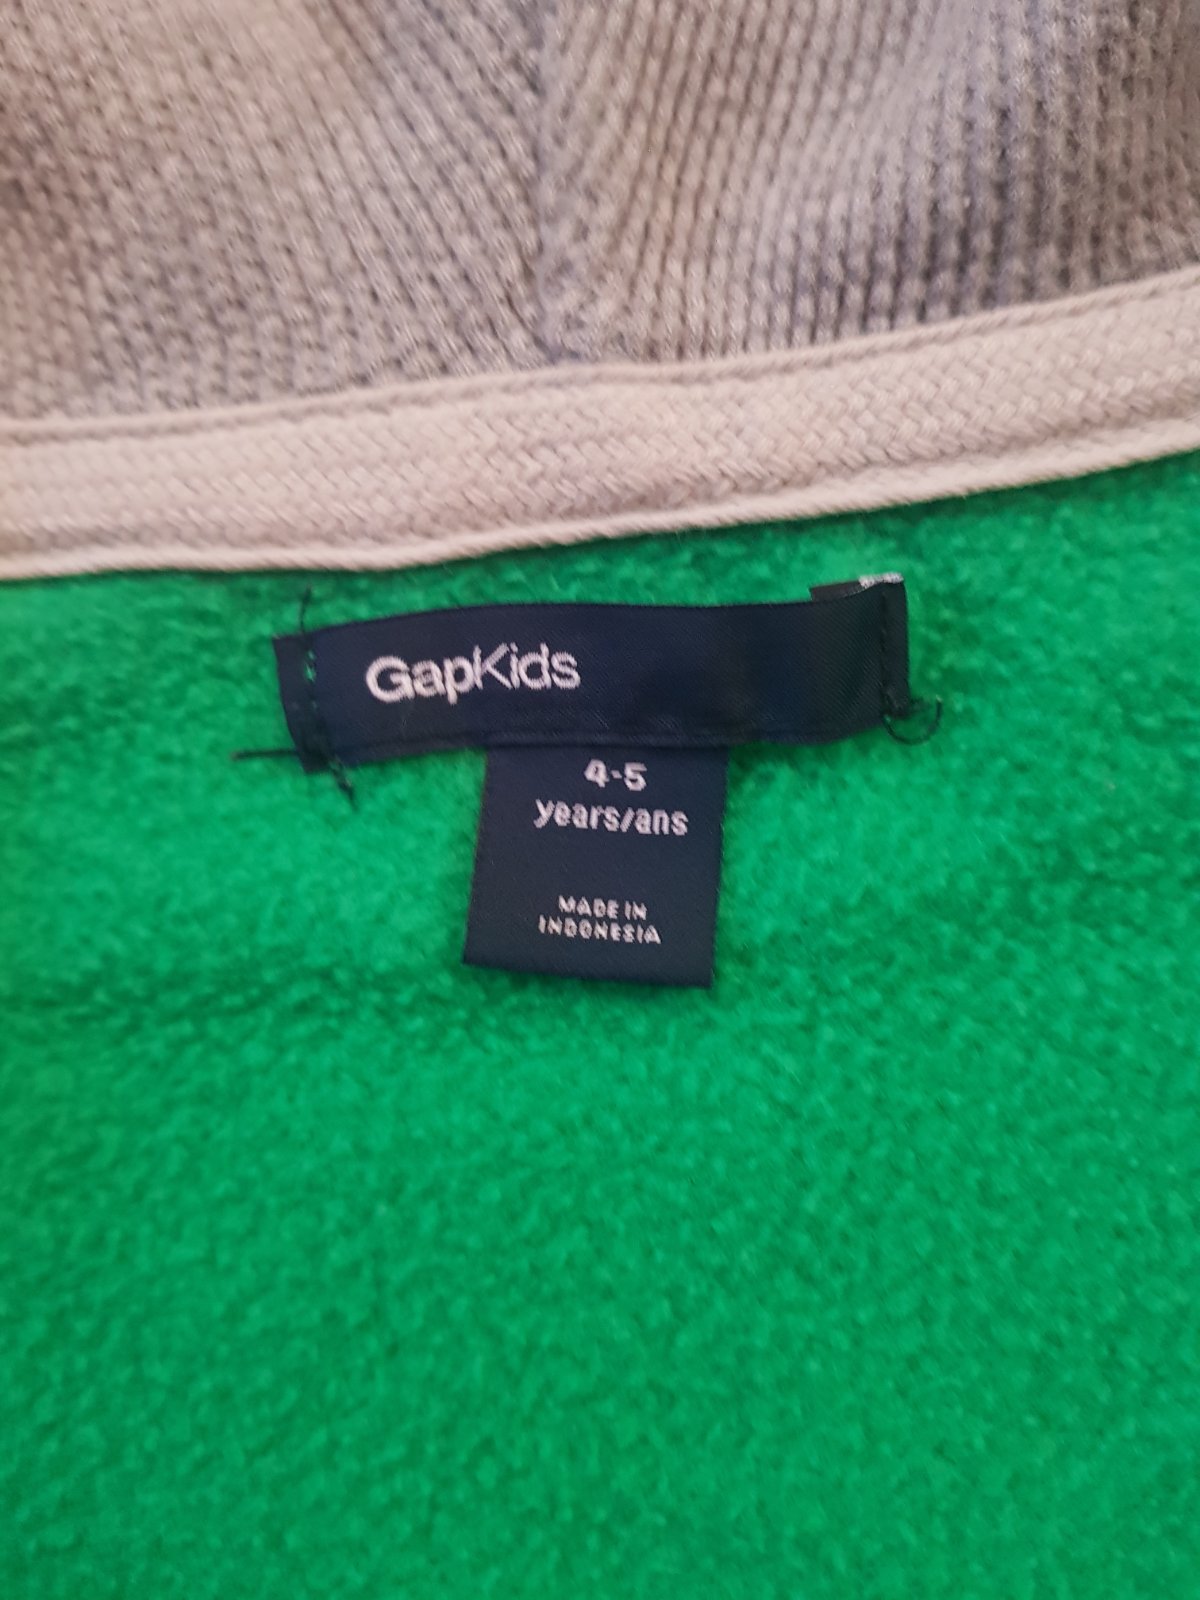 GapKids
4-5
years/ans
MADE IN
INDONESIA